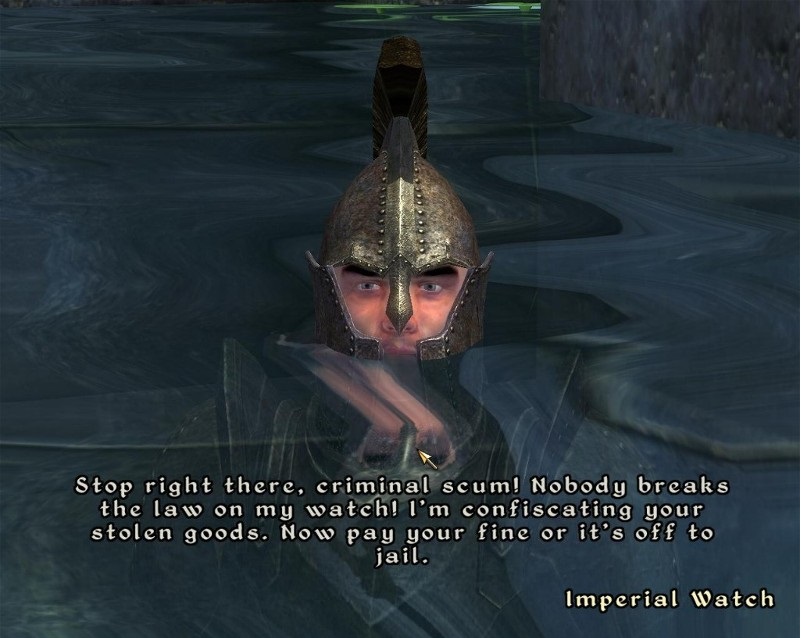 Stop right there, criminal scum! Nobody breaks
the law on my watch! I'm confiscating your
stolen goods. Now pay your fine or it's off to
jail.
Imperial Watch